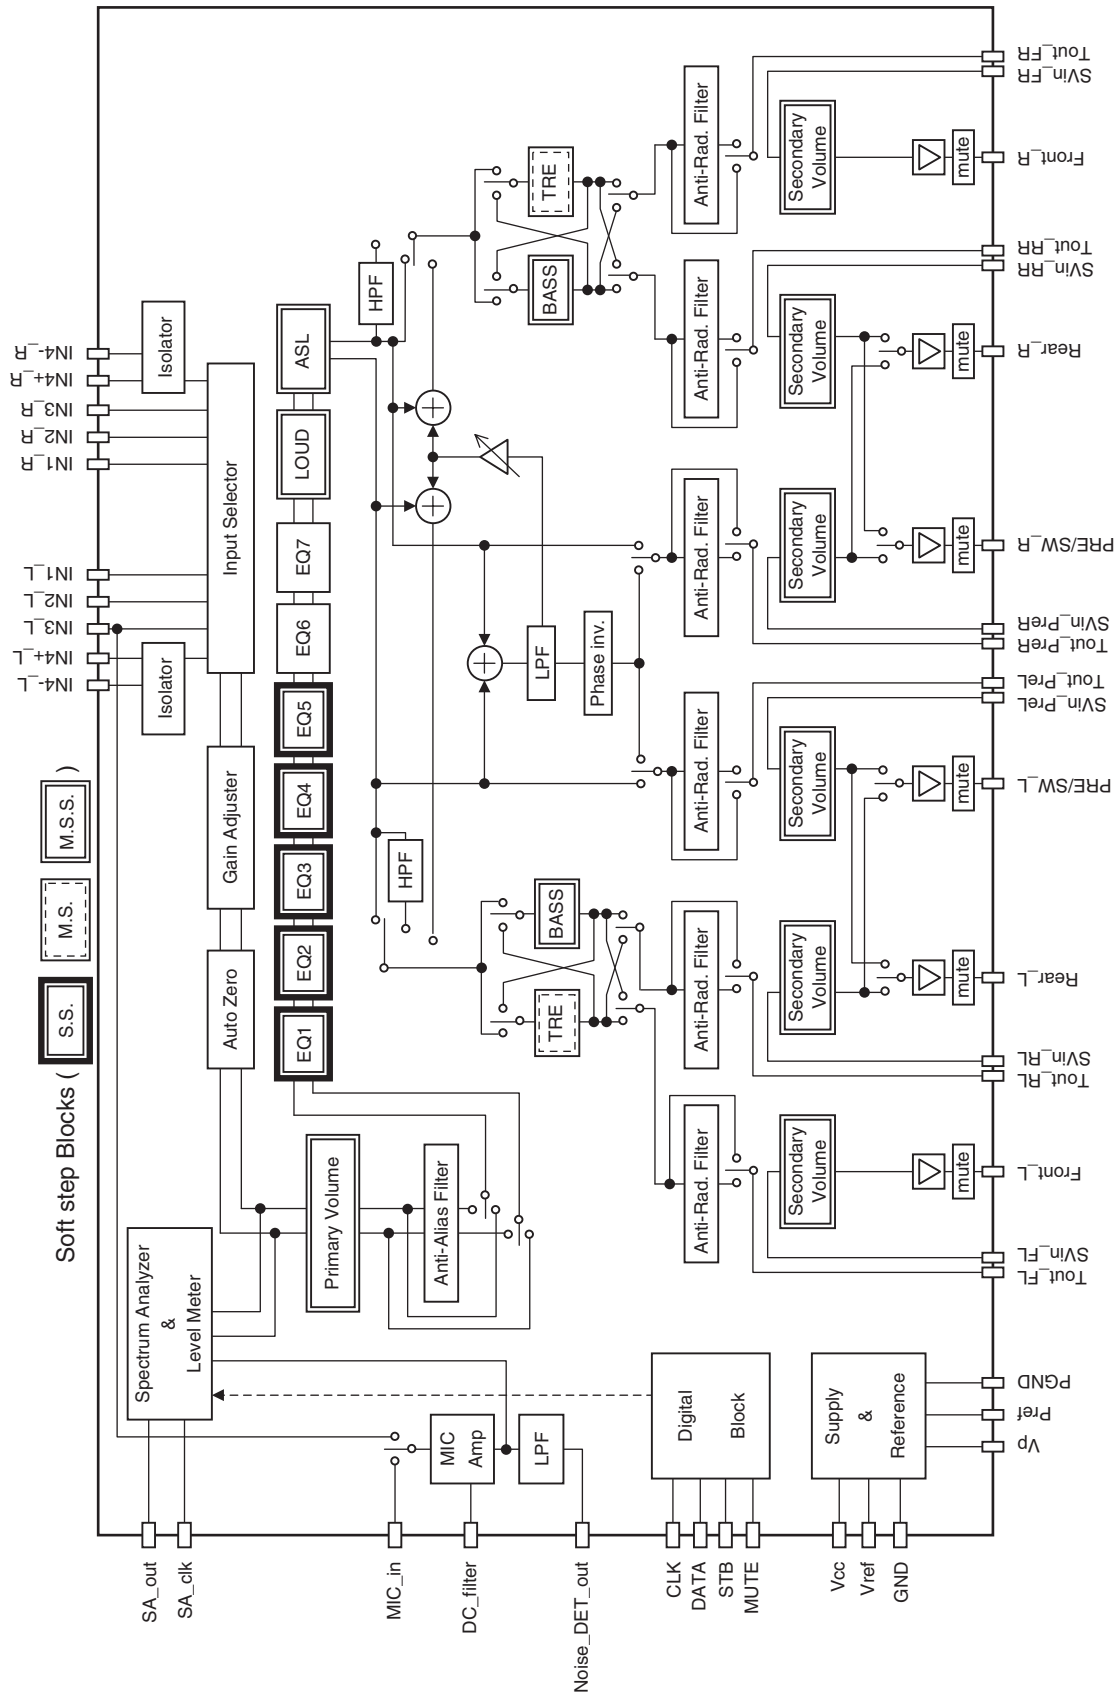 Soft step Blocks (
S.S.
M.S.
M.S.S.
)
IN4-_L
IN4+_L
IN3_L
IN2_L
IN1_L
IN1_R
IN2_R
IN3_R
IN4+_R
IN4-_R
Isolator
Isolator
SA_out
SA_clk
Spectrum Analyzer
&
Level Meter
Auto Zero
Gain Adjuster
Input Selector
Primary Volume
Anti-Alias Filter
EQ1
EQ2
EQ3
EQ4
EQ5
EQ6
EQ7
LOUD
ASL
HPF
HPF
MIC_in
DC_filter
Noise_DET_out
MIC
Amp
LPF
TRE
BASS
LPF
Phase inv.
BASS
TRE
CLK
DATA
STB
MUTE
Digital
Block
Anti-Rad. Filter
Anti-Rad. Filter
Anti-Rad. Filter
Anti-Rad. Filter
Anti-Rad. Filter
Anti-Rad. Filter
Vcc
Vref
GND
Supply
&
Reference
Secondary
Volume
Secondary
Volume
Secondary
Volume
Secondary
Volume
Secondary
Volume
Secondary
Volume
mute
mute
mute
mute
mute
mute
Vp
Pref
PGND
Tout_FL
SVin_FL
Front_L
Tout_RL
SVin_RL
Rear_L
PRE/SW_L
SVin_PreL
Tout_PreL
Tout_PreR
SVin_PreR
PRE/SW_R
Rear_R
SVin_RR
Tout_RR
Front_R
SVin_FR
Tout_FR